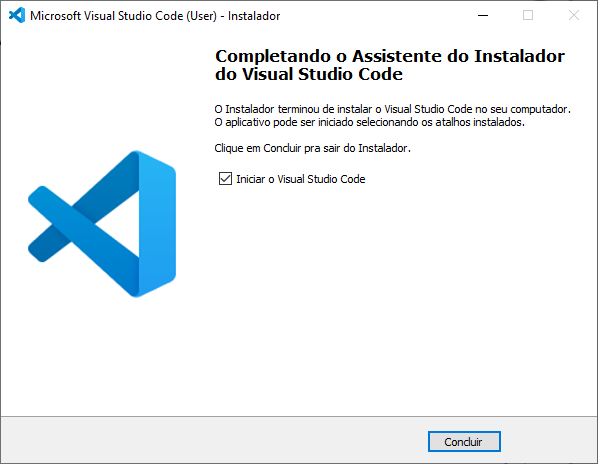 Microsoft Visual Studio Code (User) - Instalador
Completando o Assistente do Instalador
do Visual Studio Code
O Instalador terminou de instalar o Visual Studio Code no seu computador.
O aplicativo pode ser iniciado selecionando os atalhos instalados.
Clique em Concluir pra sair do Instalador.
Iniciar o Visual Studio Code
Concluir